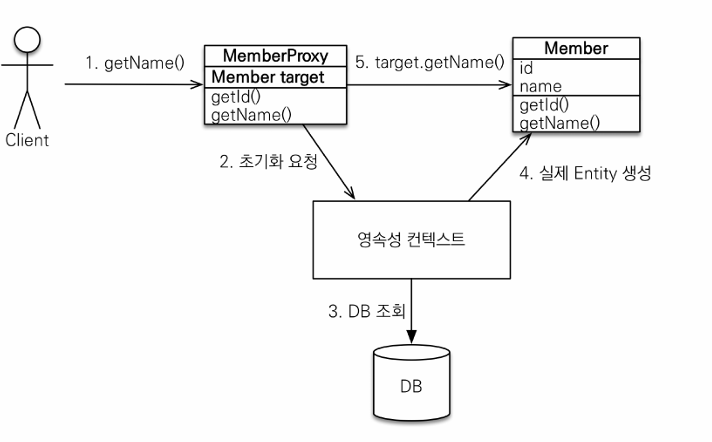 1. getName()
MemberProxy
Member target
getId()
getName()
5. target.getName()
Member
id
name
getId()
getName()
Client
2. 초기화 요청
4. 실제 Entity 생성
영속성 컨텍스트
3. DB 조회
DB